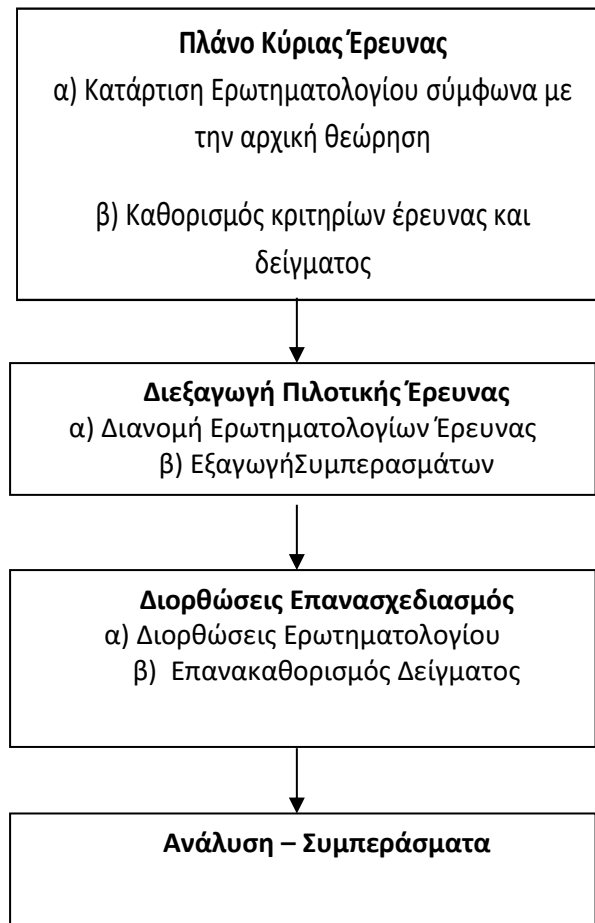 Πλάνο Κύριας Έρευνας
α) Κατάρτιση Ερωτηματολογίου σύμφωνα με
την αρχική θεώρηση
β) Καθορισμός κριτηρίων έρευνας και
δείγματος
Διεξαγωγή Πιλοτικής Έρευνας
α) Διανομή Ερωτηματολογίων Έρευνας
β) ΕξαγωγήΣυμπερασμάτων
Διορθώσεις Επανασχεδιασμός
α) Διορθώσεις Ερωτηματολογίου
β) Επανακαθορισμός Δείγματος
Ανάλυση – Συμπεράσματα